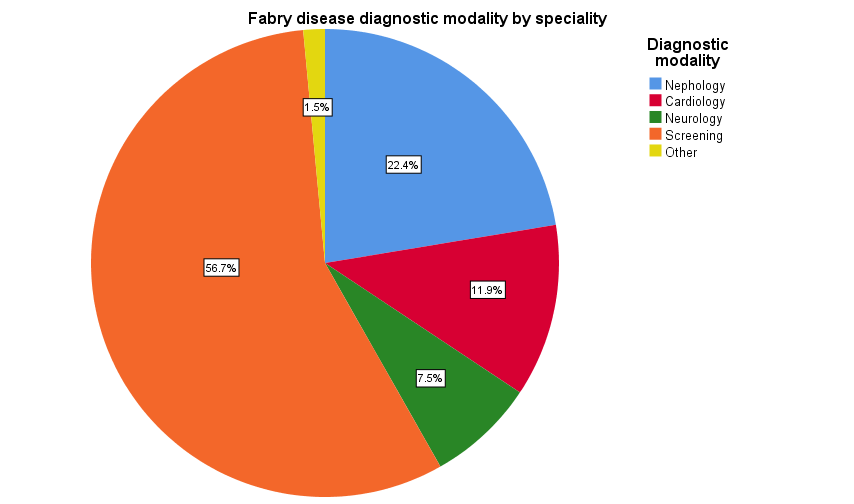 Fabry disease diagnostic modality by speciality
Diagnostic
modality
Nephology
Cardiology
Neurology
Screening
Other
1.5%
22.4%
56.7%
11.9%
7.5%